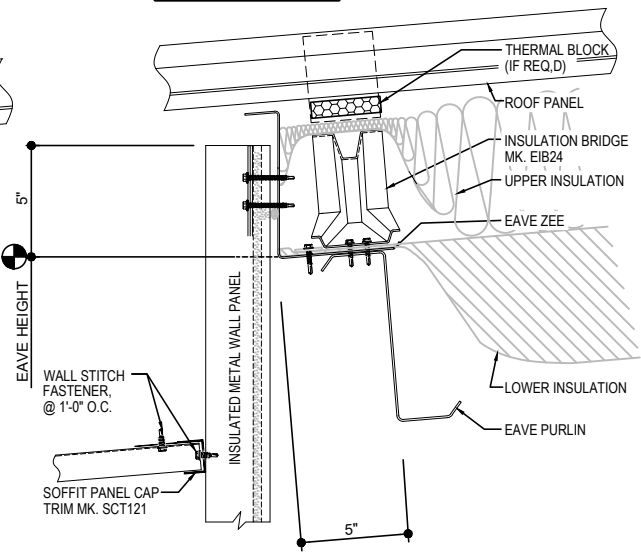 THERMAL BLOCK
(IF REQ,D)
ROOF PANEL
INSULATION BRIDGE
MK. EIB24
UPPER INSULATION
EAVE ZEE
5"
EAVE HEIGHT
INSULATED METAL WALL PANEL
WALL STITCH
FASTENER,
@ 1'-0" O.C.
LOWER INSULATION
EAVE PURLIN
SOFFIT PANEL CAP
TRIM MK. SCT121
5"